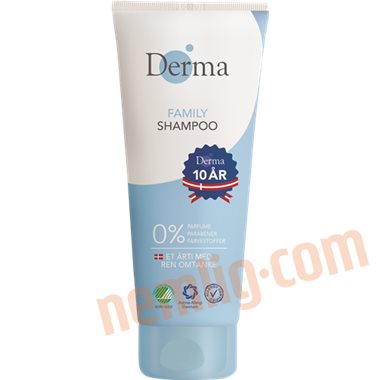 Derma
FAMILY
SHAMPOO
Derma
10 ÅR
0%
PARFUME
PARABENER
FARVESTOFFER
ET ÅRTI MED
REN OMTANKE
nemlig.com